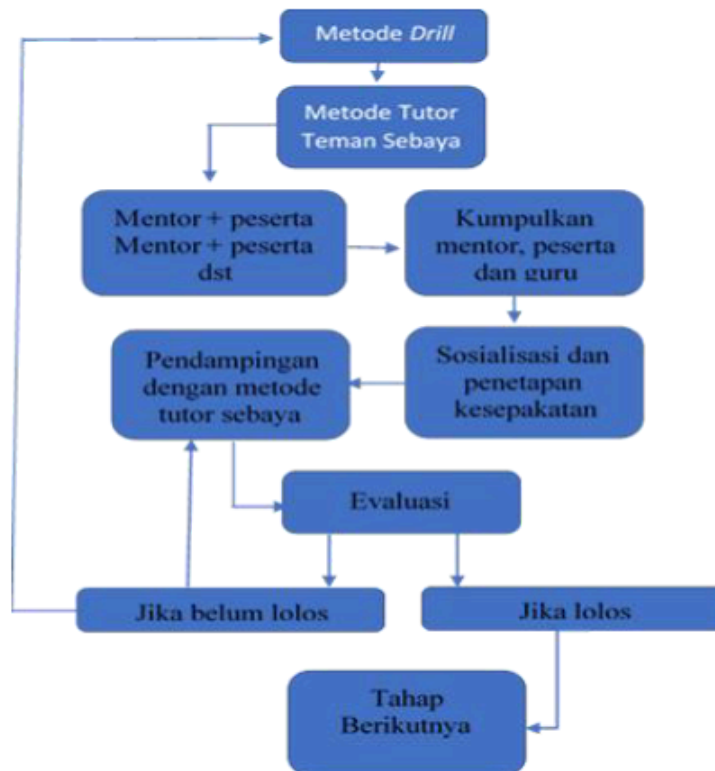 Metode Drill
Metode Tutor
Teman Sebaya
Mentor + peserta
Mentor + peserta
dst
Kumpulkan
mentor, peserta
dan guru
Pendampingan
dengan metode
tutor sebaya
Sosialisasi dan
penetapan
kesepakatan
Evaluasi
Jika belum lolos
Jika lolos
Tahap
Berikutnya